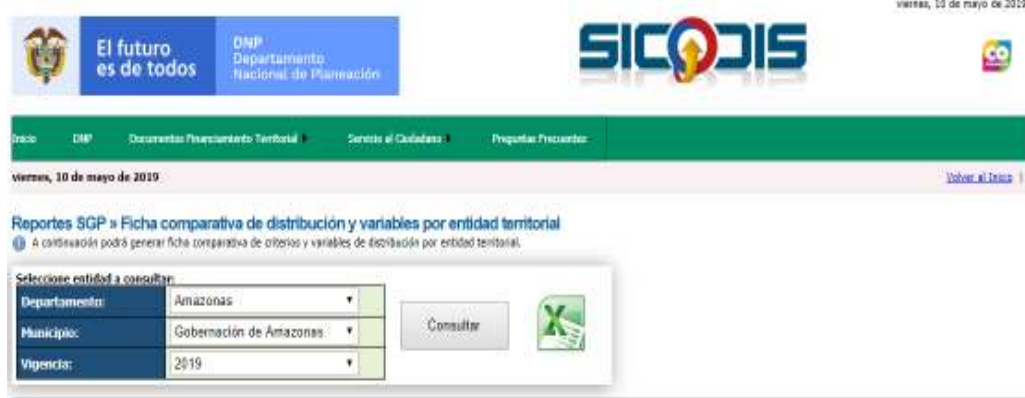 viernes, 10 de mayo de 2019
El futuro
es de todos
DNP
Departamento
Nacional de Planeación
SICODIS
CO
Inicio DNP Documentos Financiamiento Territorial Servicio al Ciudadano Preguntas Frecuentes
viernes, 10 de mayo de 2019
Volver al Inicio |
Reportes SGP » Ficha comparativa de distribución y variables por entidad territorial
A continuación podrá generar ficha comparativa de criterios y variables de distribución por entidad territorial.
Seleccione entidad a consultar:
Departamento: Amazonas
Consultar
Municipio: Gobernación de Amazonas
Vigencia: 2019